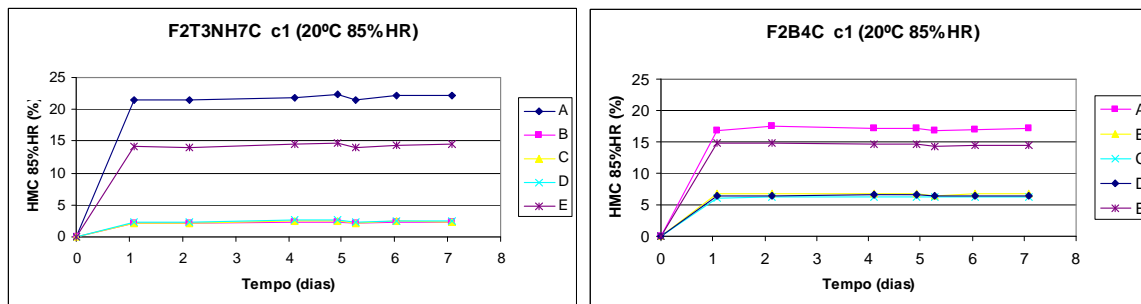 F2T3NH7C c1 (20ºC 85%HR)
HMC 85%HR (%)
25
20
15
10
5
0
0 1 2 3 4 5 6 7 8
Tempo (dias)
A
B
C
D
E
F2B4C c1 (20ºC 85%HR)
HMC 85%HR (%)
25
20
15
10
5
0
0 1 2 3 4 5 6 7 8
Tempo (dias)
A
E
C
D
E